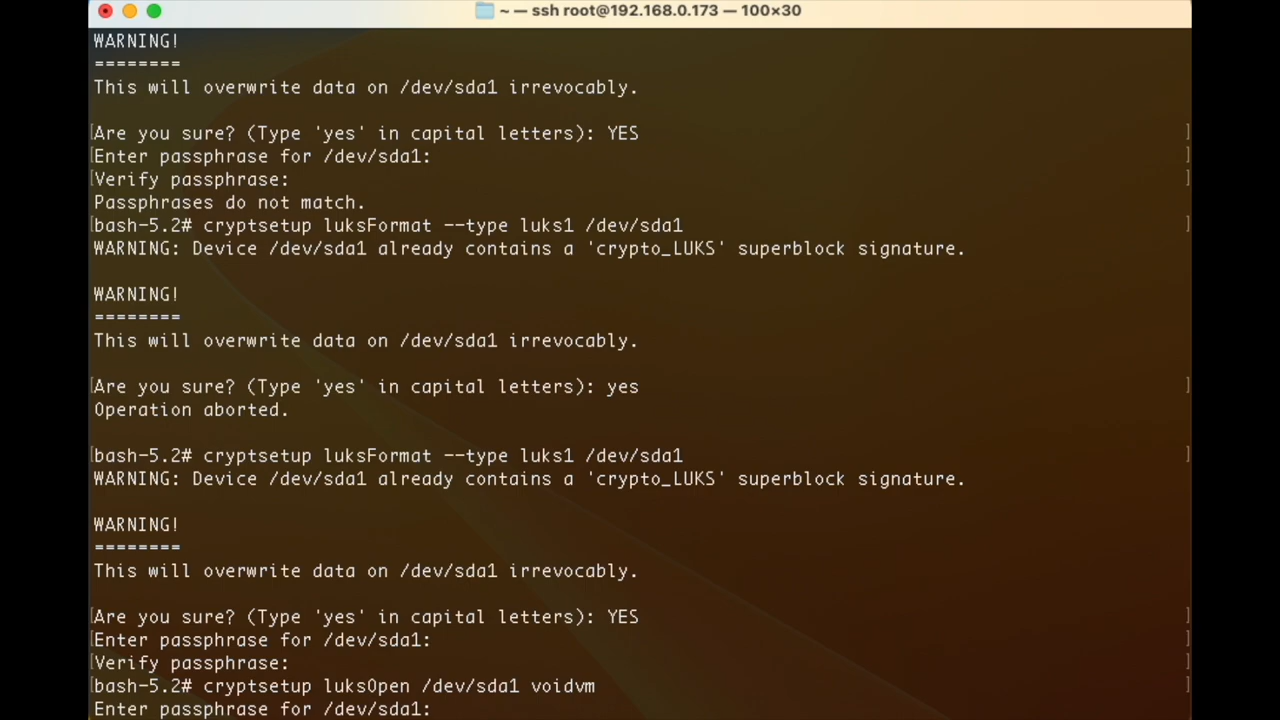 ~ — ssh root@192.168.0.173 — 100×30
WARNING!
========
This will overwrite data on /dev/sda1 irrevocably.
[Are you sure? (Type 'yes' in capital letters): YES ]
[Enter passphrase for /dev/sda1: ]
[Verify passphrase: ]
Passphrases do not match.
[bash-5.2# cryptsetup luksFormat --type luks1 /dev/sda1 ]
WARNING: Device /dev/sda1 already contains a 'crypto_LUKS' superblock signature.
WARNING!
========
This will overwrite data on /dev/sda1 irrevocably.
[Are you sure? (Type 'yes' in capital letters): yes ]
Operation aborted.
[bash-5.2# cryptsetup luksFormat --type luks1 /dev/sda1 ]
WARNING: Device /dev/sda1 already contains a 'crypto_LUKS' superblock signature.
WARNING!
========
This will overwrite data on /dev/sda1 irrevocably.
[Are you sure? (Type 'yes' in capital letters): YES ]
[Enter passphrase for /dev/sda1: ]
[Verify passphrase: ]
[bash-5.2# cryptsetup luksOpen /dev/sda1 voidvm ]
Enter passphrase for /dev/sda1: